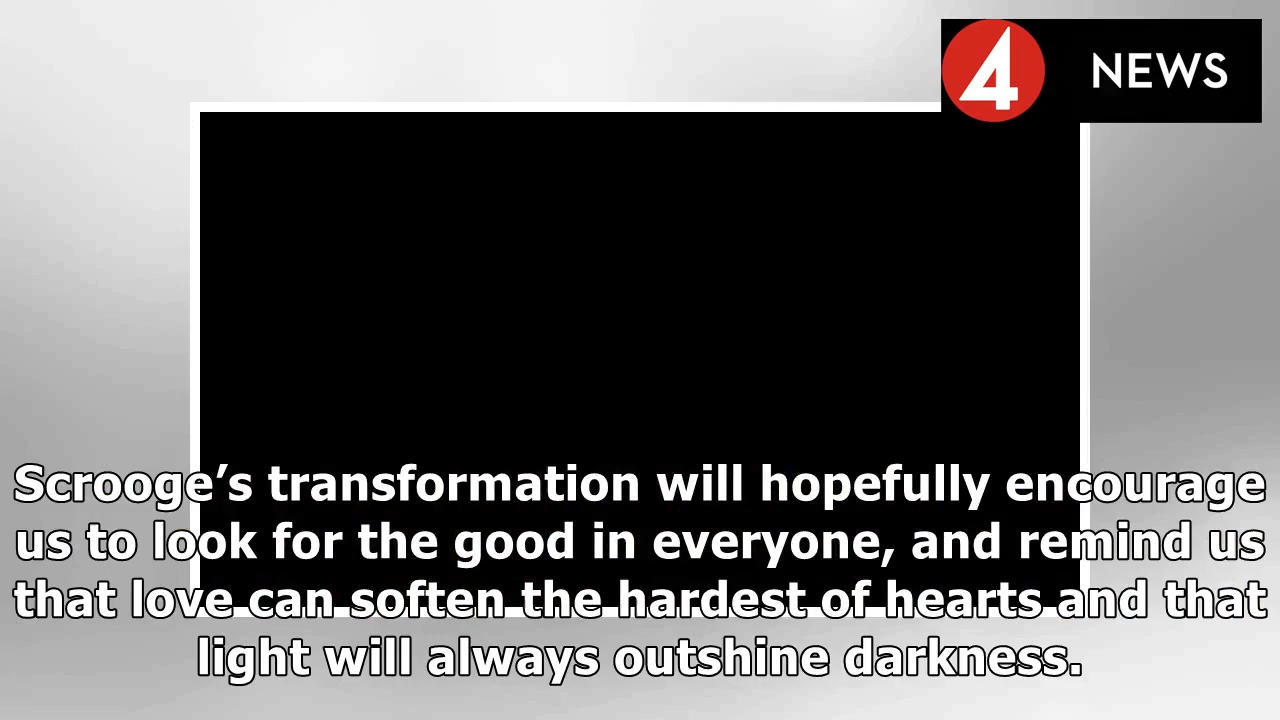 4 NEWS
Scrooge’s transformation will hopefully encourage
us to look for the good in everyone, and remind us
that love can soften the hardest of hearts and that
light will always outshine darkness.